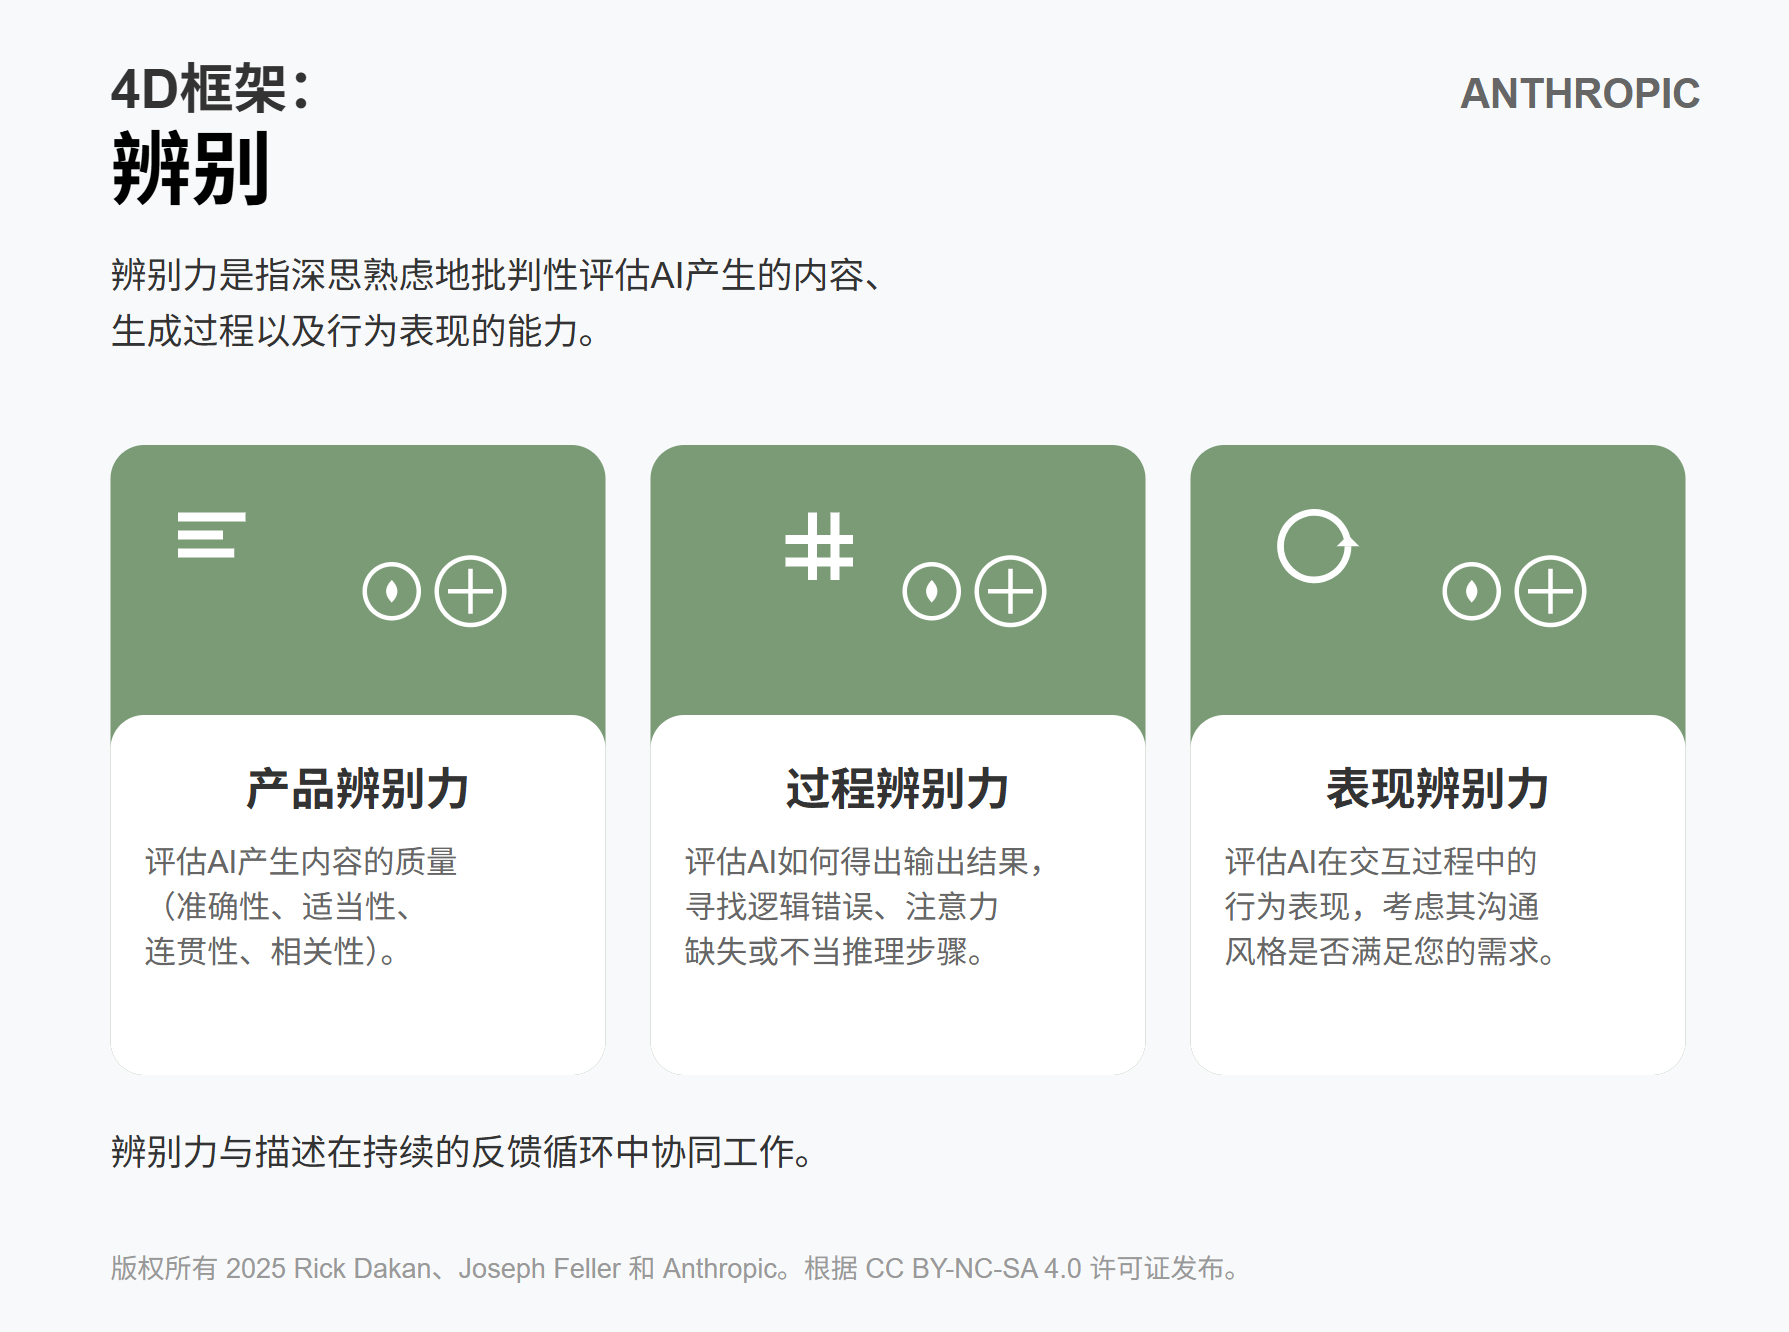 4D框架：
ANTHROPIC
辨别
辨别力是指深思熟虑地批判性评估AI产生的内容、
生成过程以及行为表现的能力。
产品辨别力
评估AI产生内容的质量
（准确性、适当性、
连贯性、相关性）。
过程辨别力
评估AI如何得出输出结果，
寻找逻辑错误、注意力
缺失或不当推理步骤。
表现辨别力
评估AI在交互过程中的
行为表现，考虑其沟通
风格是否满足您的需求。
辨别力与描述在持续的反馈循环中协同工作。
版权所有 2025 Rick Dakan、Joseph Feller 和 Anthropic。根据 CC BY-NC-SA 4.0 许可证发布。